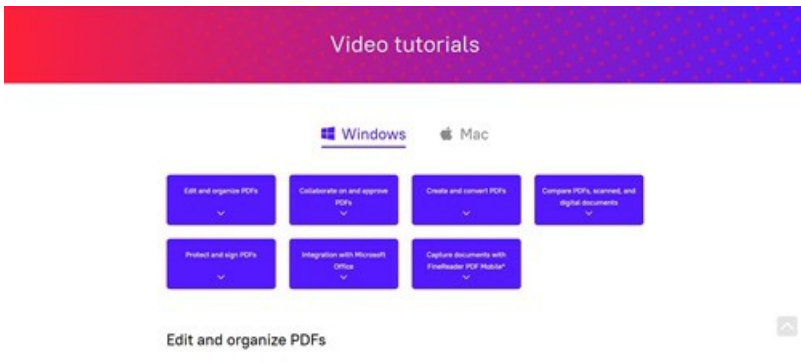 Video tutorials
Windows
Mac
Edit and organize PDFs
Collaborate on and approve
PDFs
Create and convert PDFs
Compare PDFs, scanned, and
digital documents
Protect and sign PDFs
Integration with Microsoft
Office
Capture documents with
FineReader PDF Mobile*
Edit and organize PDFs